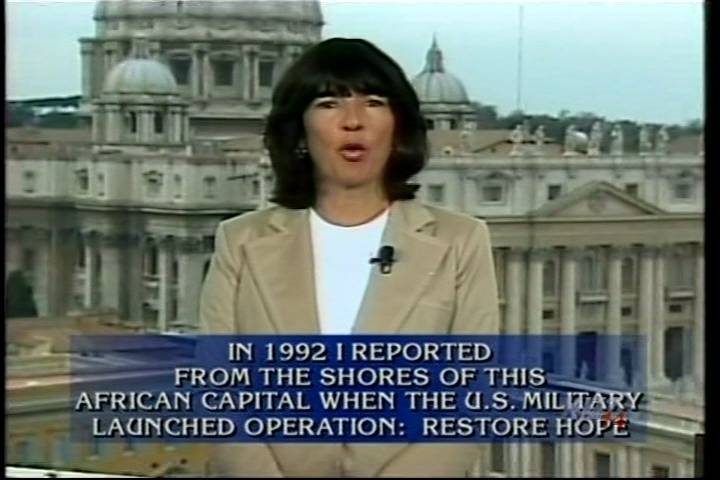 IN 1992 I REPORTED
FROM THE SHORES OF THIS
AFRICAN CAPITAL WHEN THE U.S. MILITARY
LAUNCHED OPERATION: RESTORE HOPE